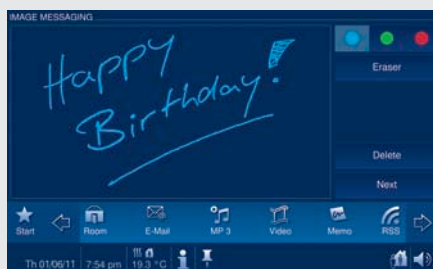 IMAGE MESSAGING
Happy
Birthday!
Eraser
Delete
Next
Start Room E-Mail MP 3 Video Memo RSS
Th 01/06/11 7:54 pm 19.3 °C